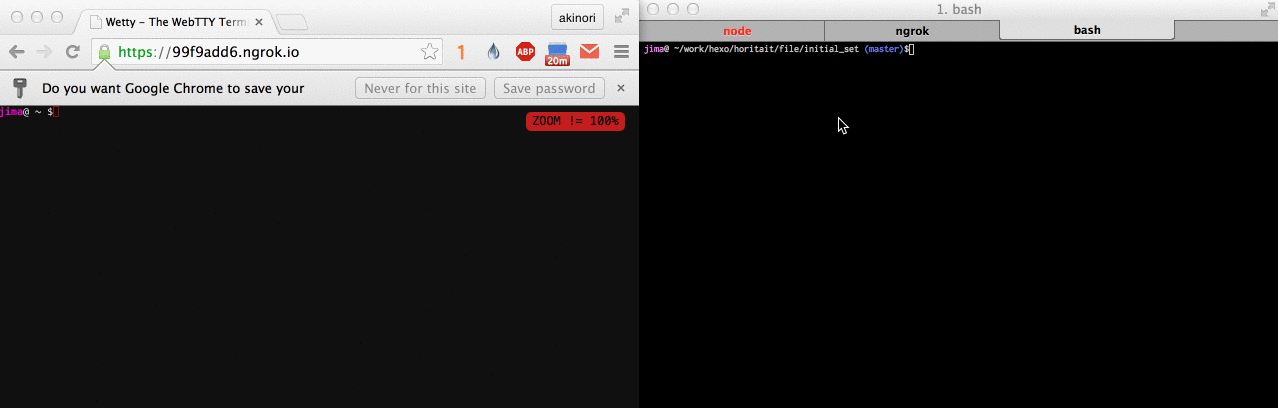 Wetty - The WebTTY Term
akinori
https://99f9add6.ngrok.io
1
ABP
20m
Do you want Google Chrome to save your
Never for this site
Save password
jima@ ~ $
ZOOM != 100%
1. bash
node
ngrok
bash
jima@ ~/work/hexo/horitait/file/initial_set (master)$